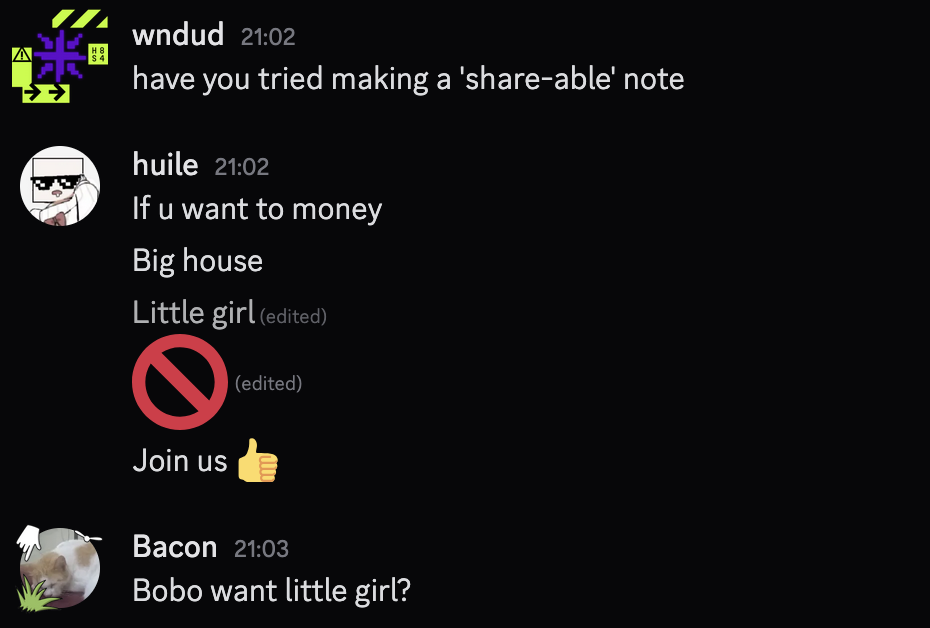 H8
S4
wndud 21:02
have you tried making a 'share-able' note
huile 21:02
If u want to money
Big house
Little girl (edited)
(edited)
Join us 👍
Bacon 21:03
Bobo want little girl?